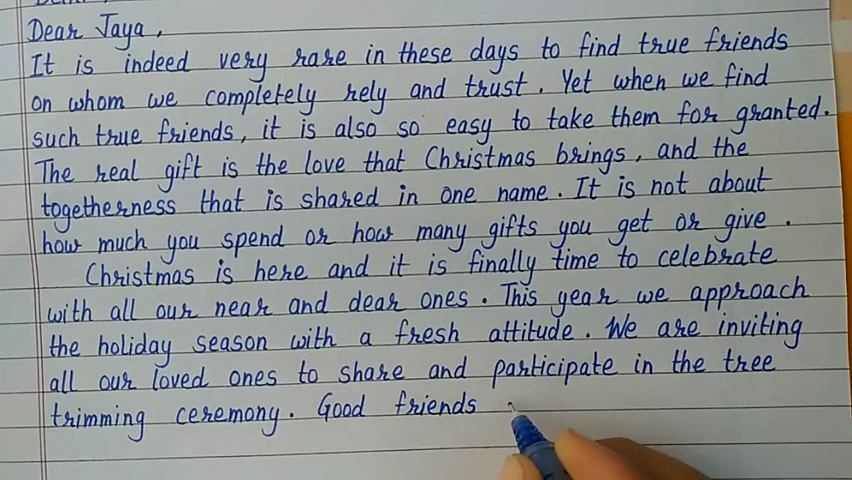 Dear Jaya,
It is indeed very rare in these days to find true friends
on whom we completely rely and trust. Yet when we find
such true friends, it is also so easy to take them for granted.
The real gift is the love that Christmas brings, and the
togetherness that is shared in one name. It is not about
how much you spend or how many gifts you get or give.
Christmas is here and it is finally time to celebrate
with all our near and dear ones. This year we approach
the holiday season with a fresh attitude. We are inviting
all our loved ones to share and participate in the tree
trimming ceremony. Good friends